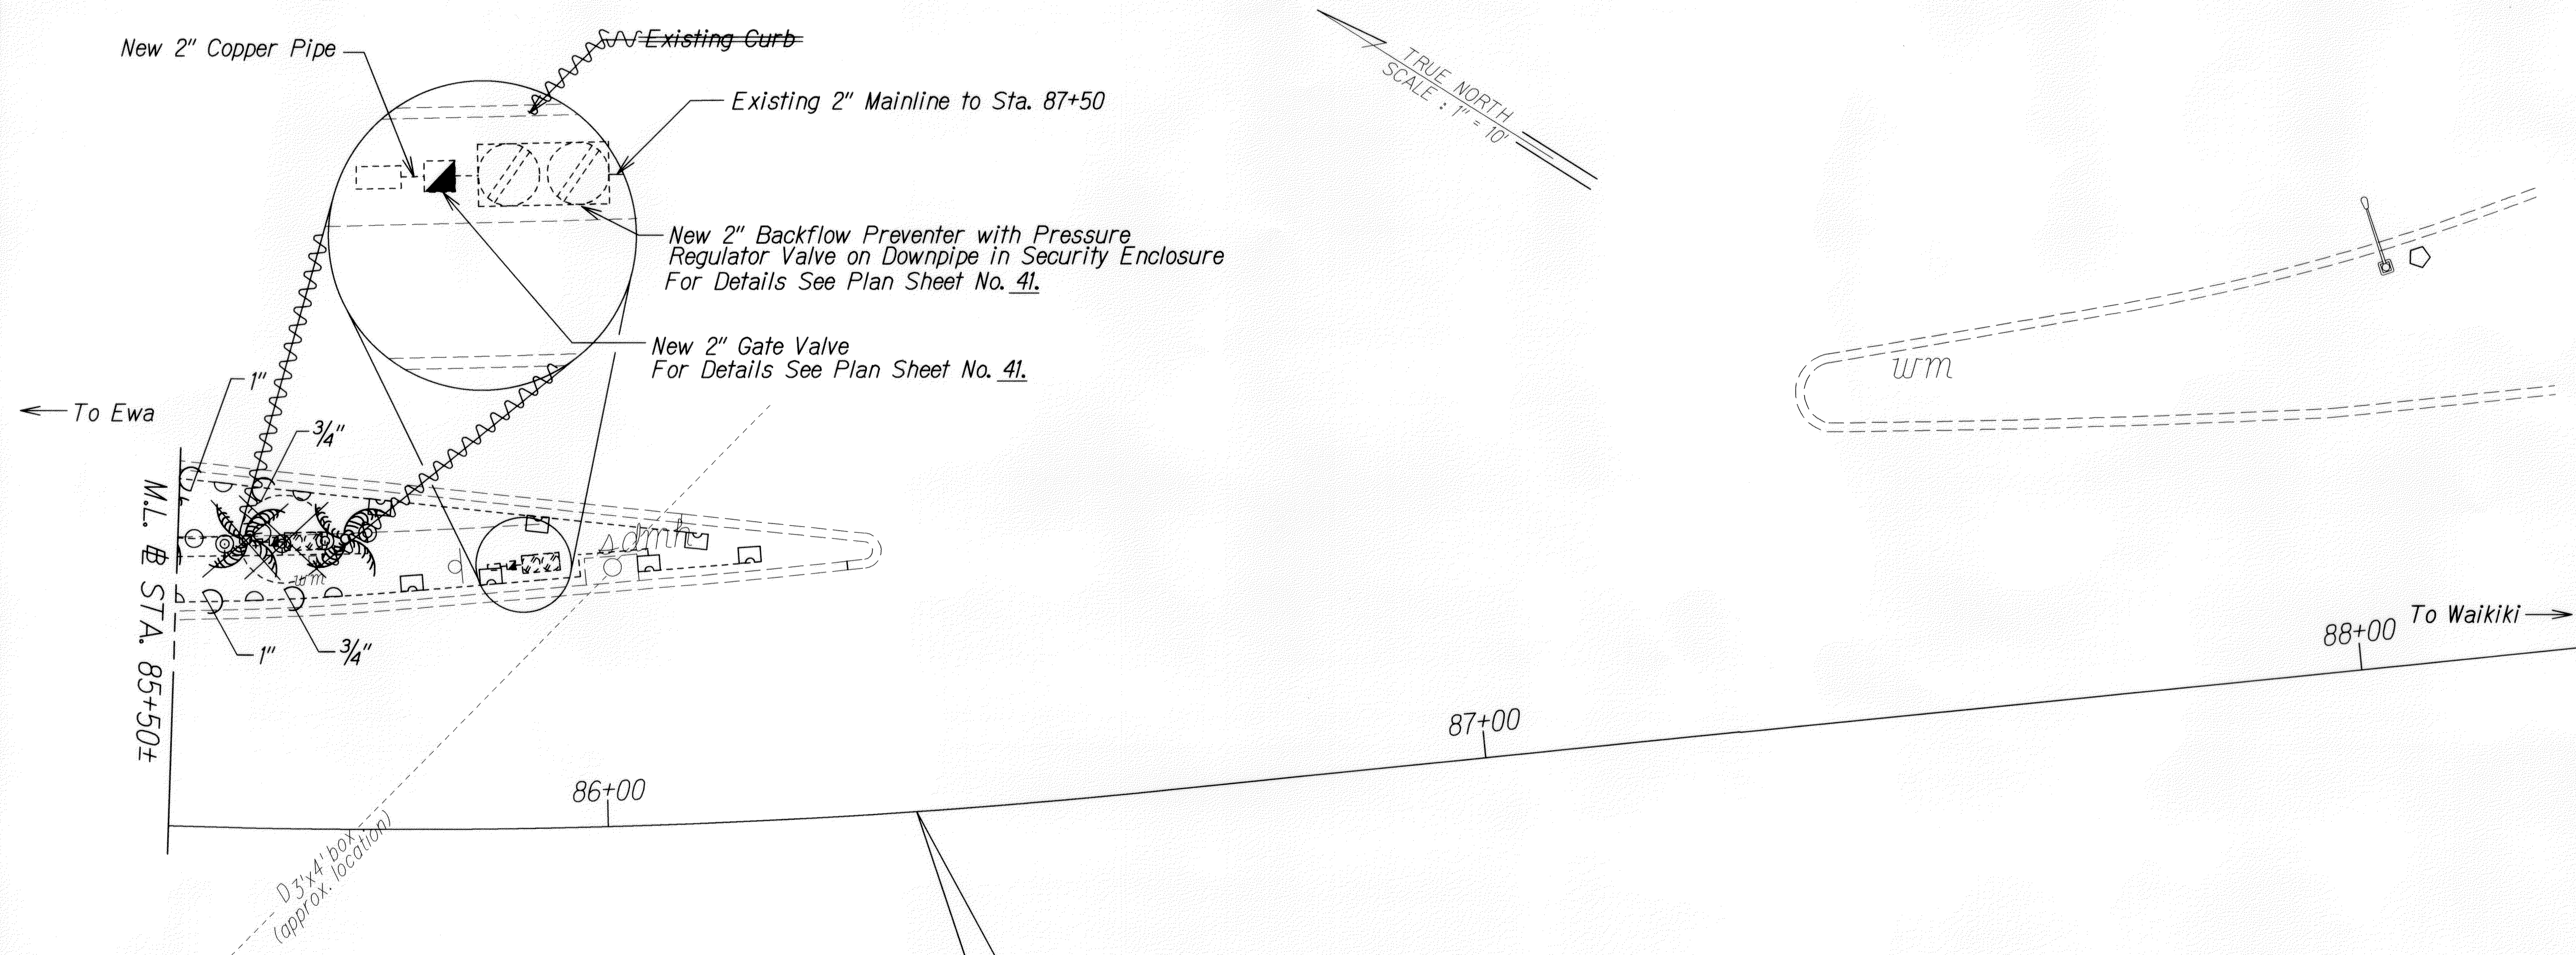 New 2" Copper Pipe
Existing Curb
Existing 2" Mainline to Sta. 87+50
TRUE NORTH
SCALE : 1" = 10'
New 2" Backflow Preventer with Pressure
Regulator Valve on Downpipe in Security Enclosure
For Details See Plan Sheet No. 41.
New 2" Gate Valve
For Details See Plan Sheet No. 41.
wm
1"
To Ewa
3/4"
sdmh
wm
M.L. ℄ STA. 85+50±
1"
3/4"
To Waikiki
88+00
87+00
86+00
D 3'x4' box
(approx. location)